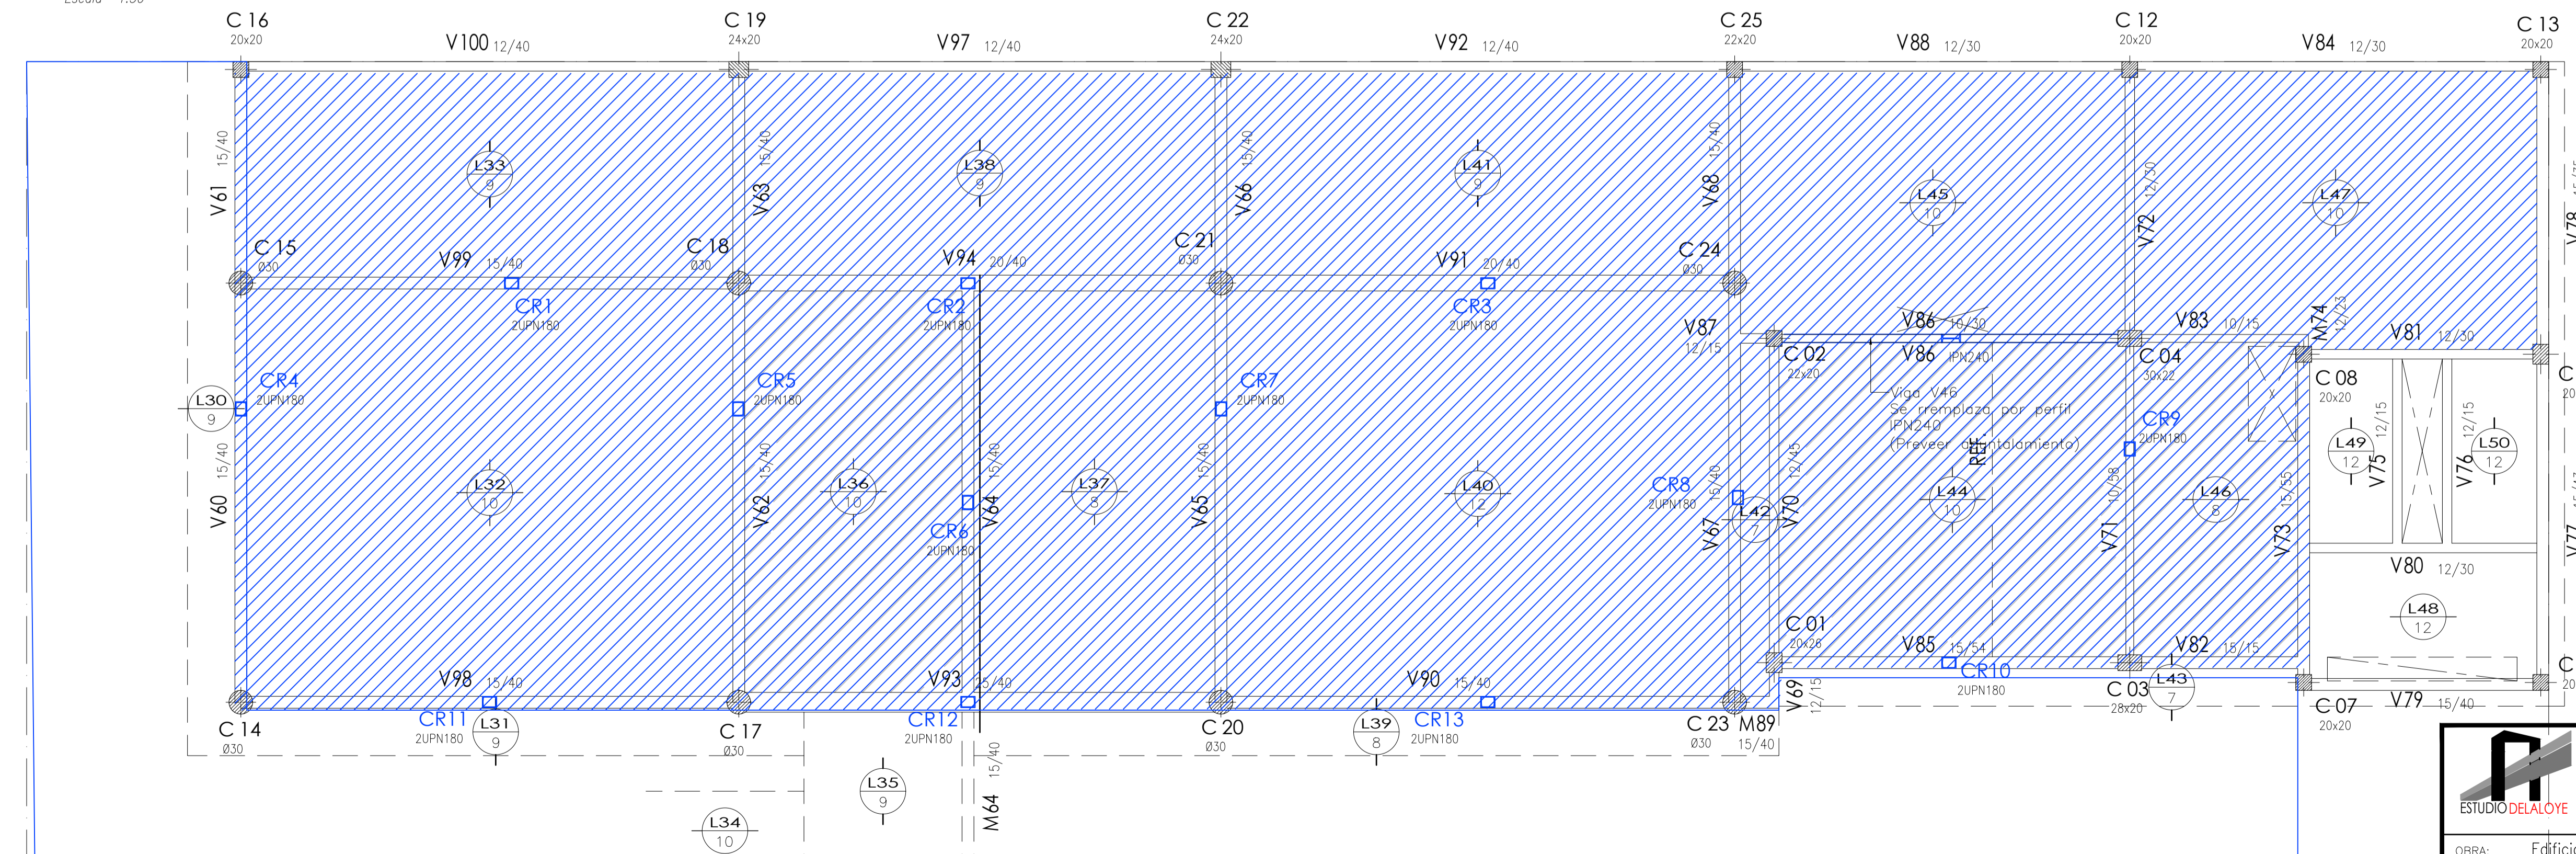 C 16
20x20
V100 12/40
C 19
24x20
V97 12/40
C 22
24x20
V92 12/40
C 25
22x20
V88 12/30
C 12
20x20
V84 12/30
C 13
20x20
V61 15/40
L33
9
V63 15/40
L38
9
V66 15/40
L41
9
V68 15/40
L45
10
V72 12/30
L47
10
V78
C 15
Ø30
V99 15/40
CR1
2UPN180
C 18
Ø30
V94 20/40
CR2
2UPN180
C 21
Ø30
V91 20/40
CR3
2UPN180
C 24
Ø30
V87
12/15
V86 10/30
V86 IPN240
C 02
22x20
V83 10/15
C 04
30x22
M74 12/23
V81 12/30
C 08
20x20
Viga V46
Se rremplaza por perfil
IPN240
REF.
L30
9
CR4
2UPN180
CR5
2UPN180
CR7
2UPN180
CR9
2UPN180
X
V60 15/40
L32
10
V62 15/40
L36
10
CR6
2UPN180
V64 15/40
L37
8
V65 15/40
L40
12
CR8
2UPN180
V67 15/40
L42
7
V70 12/45
L44
10
V71 10/58
L46
8
V73 15/55
L49
12
V75 12/15
V76 12/15
L50
12
V77
V80 12/30
L48
12
C 01
20x26
V85 15/54
CR10
2UPN180
V82 15/15
V98 15/40
V93
V90 15/40
V69 12/15
C 03
28x20
L43
7
C 07
20x20
V79 15/40
C 14
Ø30
CR11
2UPN180
L31
9
C 17
Ø30
CR12
2UPN180
C 20
Ø30
L39
8
CR13
2UPN180
C 23
Ø30
M89
15/40
L35
9
M64 15/40
L34
10
ESTUDIO DELALOYE
OBRA: